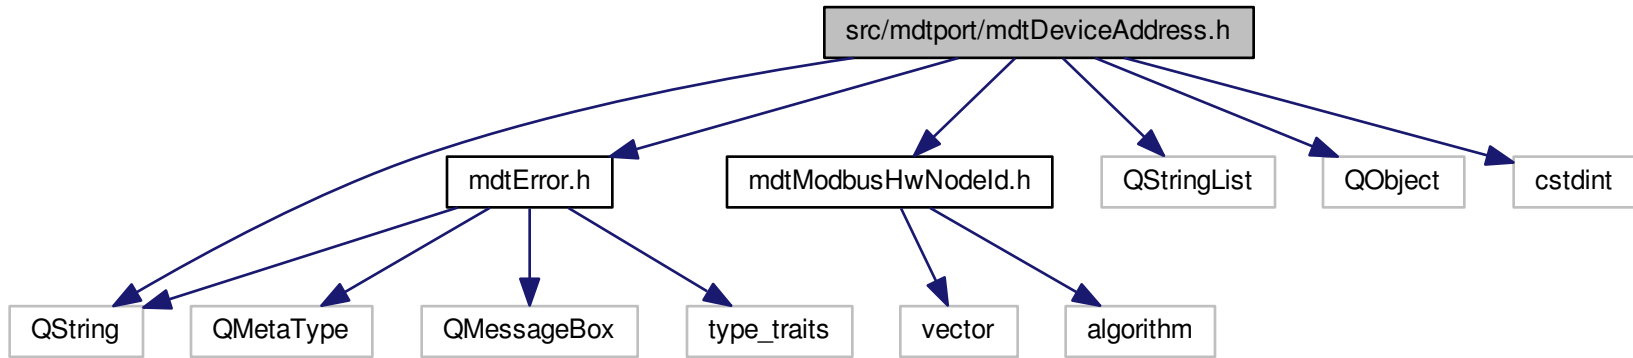 src/mdtport/mdtDeviceAddress.h
mdtError.h
mdtModbusHwNodeId.h
QStringList
QObject
cstdint
QString
QMetaType
QMessageBox
type_traits
vector
algorithm